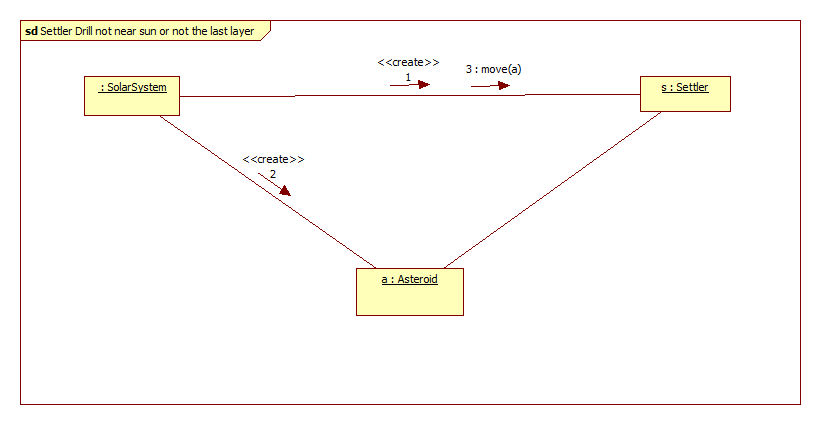 sd Settler Drill not near sun or not the last layer
<<create>>
1
3 : move(a)
: SolarSystem
s : Settler
<<create>>
2
a : Asteroid